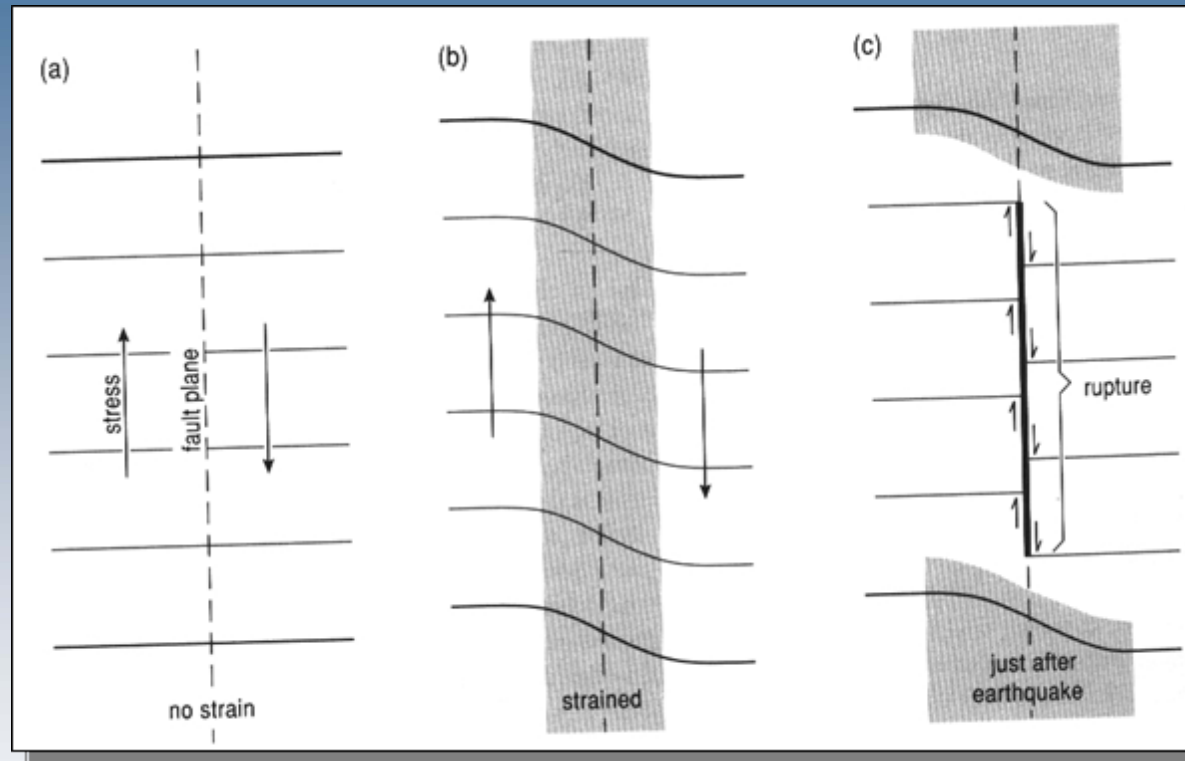 (a)
stress
fault plane
no strain
(b)
strained
(c)
rupture
just after
earthquake